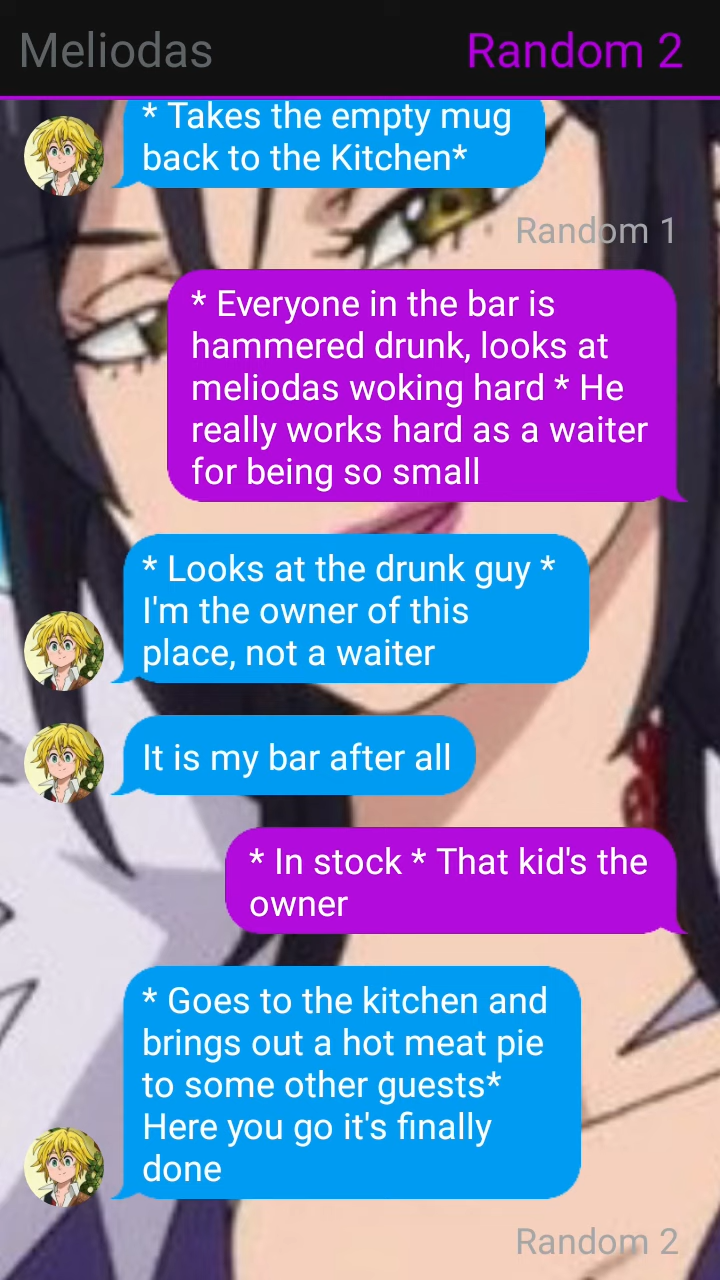 Meliodas
Random 2
* Takes the empty mug
back to the Kitchen*
Random 1
* Everyone in the bar is
hammered drunk, looks at
meliodas woking hard * He
really works hard as a waiter
for being so small
* Looks at the drunk guy *
I'm the owner of this
place, not a waiter
It is my bar after all
* In stock * That kid's the
owner
* Goes to the kitchen and
brings out a hot meat pie
to some other guests*
Here you go it's finally
done
Random 2